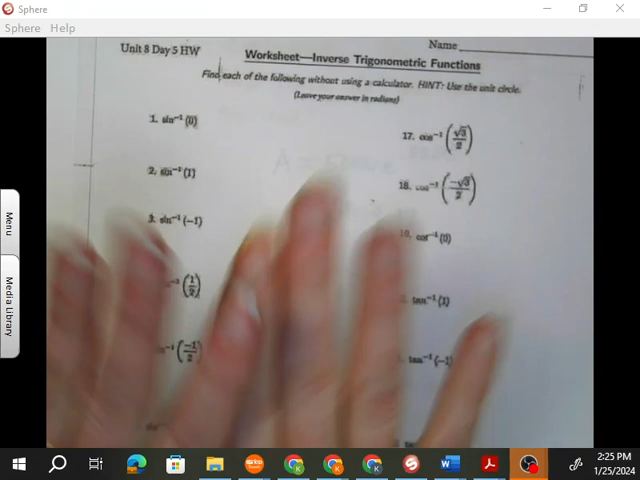 Sphere
Sphere Help
Menu
Media Library
Unit 8 Day 5 HW
Name
Worksheet—Inverse Trigonometric Functions
Find each of the following without using a calculator. HINT: Use the unit circle.
(Leave your answer in radians)
1. sin⁻¹ (0)
2. sin⁻¹ (1)
3. sin⁻¹ (−1)
(1/2)
(−1/2)
17. cos⁻¹ (√3/2)
18. cos⁻¹ (−√3/2)
(0)
tan⁻¹ (1)
tan⁻¹ (−1)
2:25 PM
1/25/2024